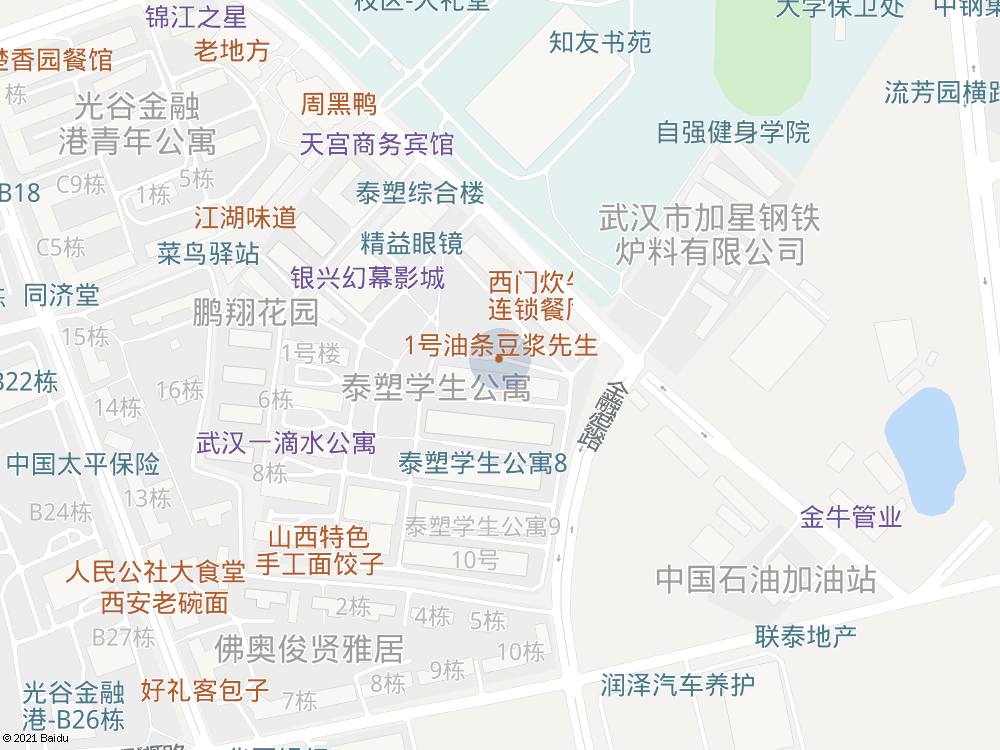 锦江之星
大学保卫处
知友书苑
老地方
楚香园餐馆
栋
光谷金融
港青年公寓
周黑鸭
流芳园横路
自强健身学院
天宫商务宾馆
C9栋
1栋
5栋
B18
泰塑综合楼
江湖味道
武汉市加星钢铁
炉料有限公司
C5栋
菜鸟驿站
精益眼镜
银兴幻幕影城
西门炊牛
连锁餐厅
同济堂
鹏翔花园
15栋
1号楼
1号油条豆浆先生
B22栋
16栋
6栋
泰塑学生公寓
14栋
金融港路
武汉一滴水公寓
中国太平保险
8栋
泰塑学生公寓8
13栋
B24栋
金牛管业
山西特色
手工面饺子
泰塑学生公寓9
10号
人民公社大食堂
西安老碗面
中国石油加油站
2栋
4栋
5栋
B27栋
佛奥俊贤雅居
联泰地产
10栋
9栋
8栋
好礼客包子
7栋
润泽汽车养护
光谷金融
港-B26栋
© 2021 Baidu